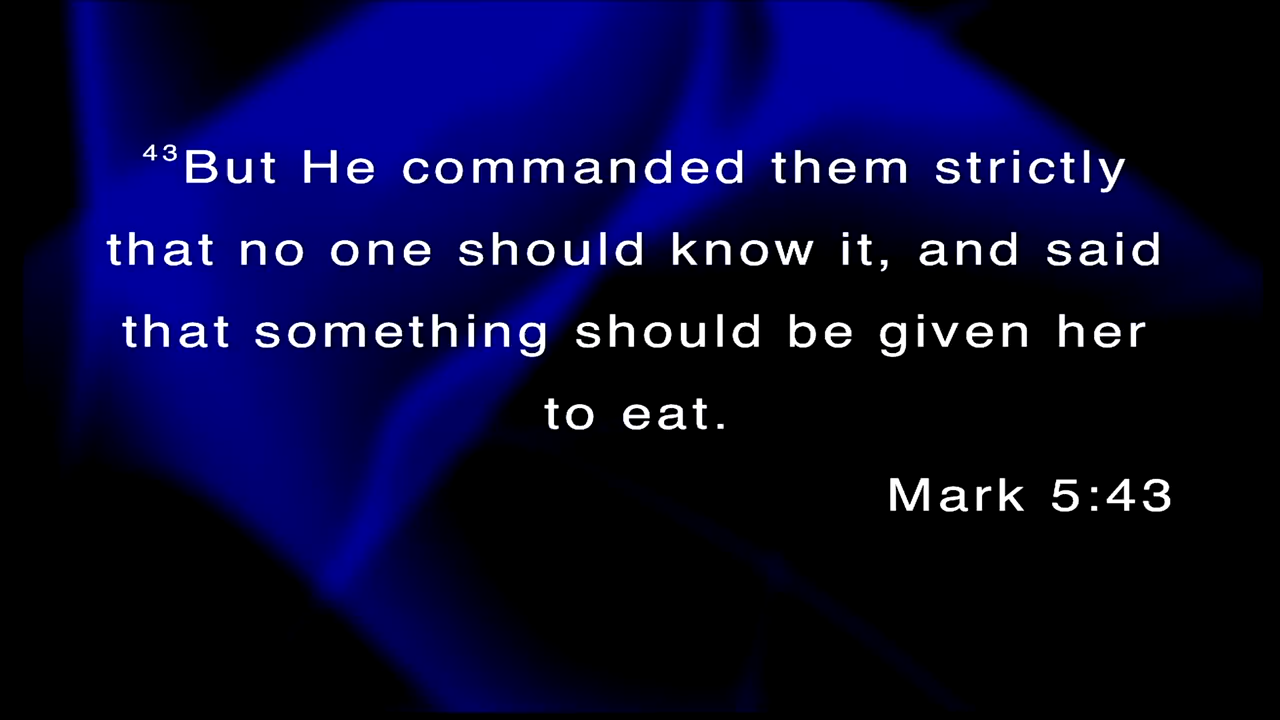 ⁴³But He commanded them strictly
that no one should know it, and said
that something should be given her
to eat.
Mark 5:43